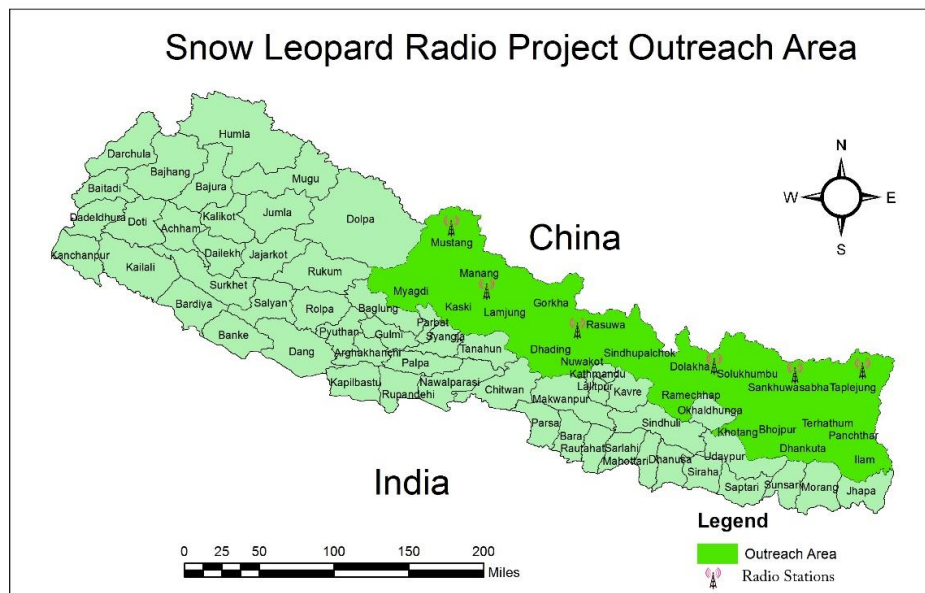 Snow Leopard Radio Project Outreach Area
N
W E
S
Humla
Darchula
Bajhang
Mugu
Baitadi
Bajura
Dolpa
Dadeldhura
Doti
Kalikot
Jumla
Achham
Mustang
China
Kanchanpur
Dailekh
Jajarkot
Kailali
Rukum
Manang
Surkhet
Myagdi
Bardiya
Salyan
Rolpa
Baglung
Kaski
Lamjung
Gorkha
Banke
Pyuthan
Gulmi
Parbat
Syangja
Rasuwa
Dang
Arghakhanchi
Tanahun
Dhading
Sindhupalchok
Palpa
Nuwakot
Dolakha
Solukhumbu
Kapilbastu
Rupandehi
Nawalparasi
Chitwan
Kathmandu
Lalitpur
Kavre
Sankhuwasabha
Taplejung
Makwanpur
Ramechhap
Okhaldhunga
Parsa
Sindhuli
Khotang
Bhojpur
Terhathum
Panchthar
Bara
Rautahat
Sarlahi
Mahottari
Dhanusa
Siraha
Udaypur
Dhankuta
Ilam
India
Saptari
Sunsari
Morang
Jhapa
Legend
Outreach Area
Radio Stations
0 25 50 100 150 200
Miles